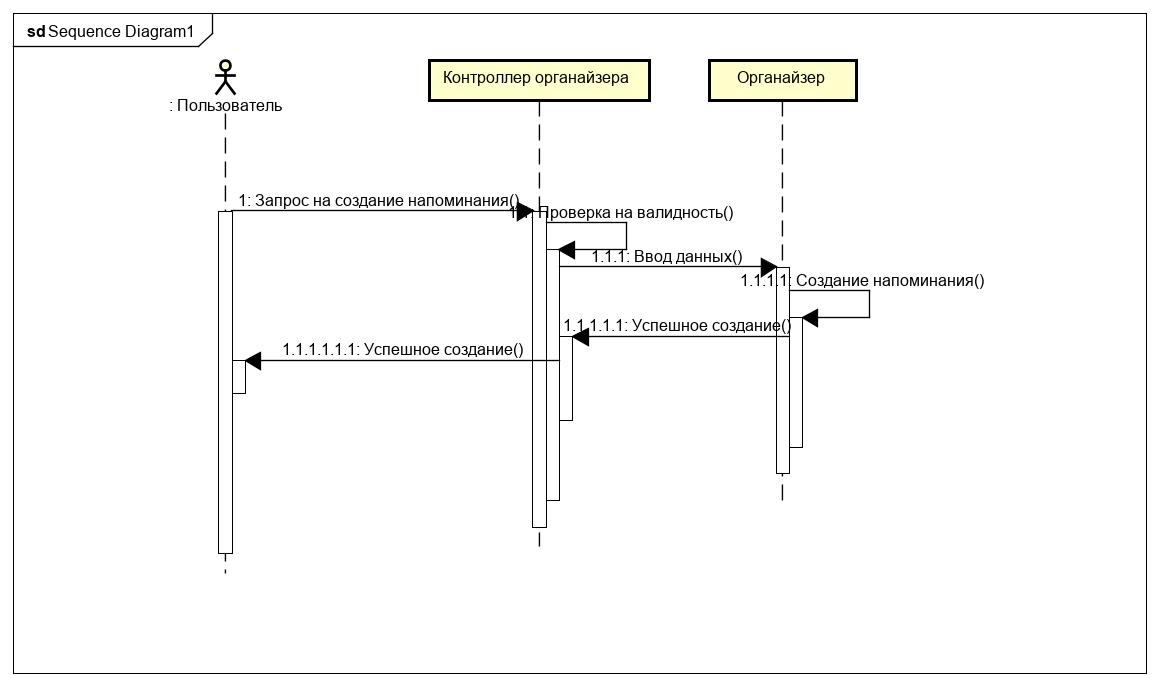 sd Sequence Diagram1
Контроллер органайзера
Органайзер
: Пользователь
1: Запрос на создание напоминания()
Проверка на валидность()
1.1.1: Ввод данных()
1.1.1.1: Создание напоминания()
1.1.1.1.1: Успешное создание()
1.1.1.1.1.1: Успешное создание()